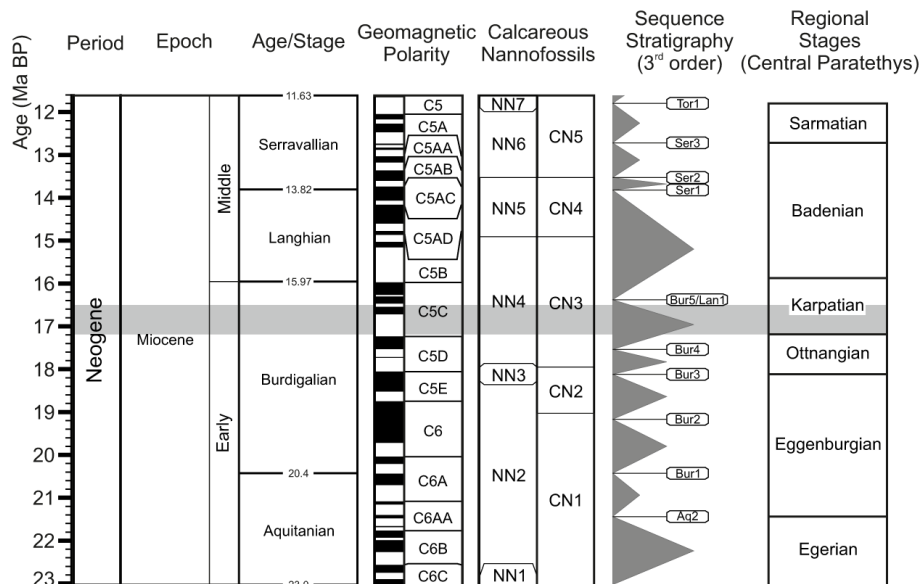 Age (Ma BP)
Period
Epoch
Age/Stage
Geomagnetic
Polarity
Calcareous
Nannofossils
Sequence
Stratigraphy
(3rd order)
Regional
Stages
(Central Paratethys)
12
13
14
15
16
17
18
19
20
21
22
23
Neogene
Miocene
Middle
Early
11.63
Serravallian
13.82
Langhian
15.97
Burdigalian
20.4
Aquitanian
C5
C5A
C5AA
C5AB
C5AC
C5AD
C5B
C5C
C5D
C5E
C6
C6A
C6AA
C6B
C6C
NN7
NN6
NN5
NN4
NN3
NN2
NN1
CN5
CN4
CN3
CN2
CN1
Tor1
Ser3
Ser2
Ser1
Bur5/Lan1
Bur4
Bur3
Bur2
Bur1
Aq2
Sarmatian
Badenian
Karpatian
Ottnangian
Eggenburgian
Egerian